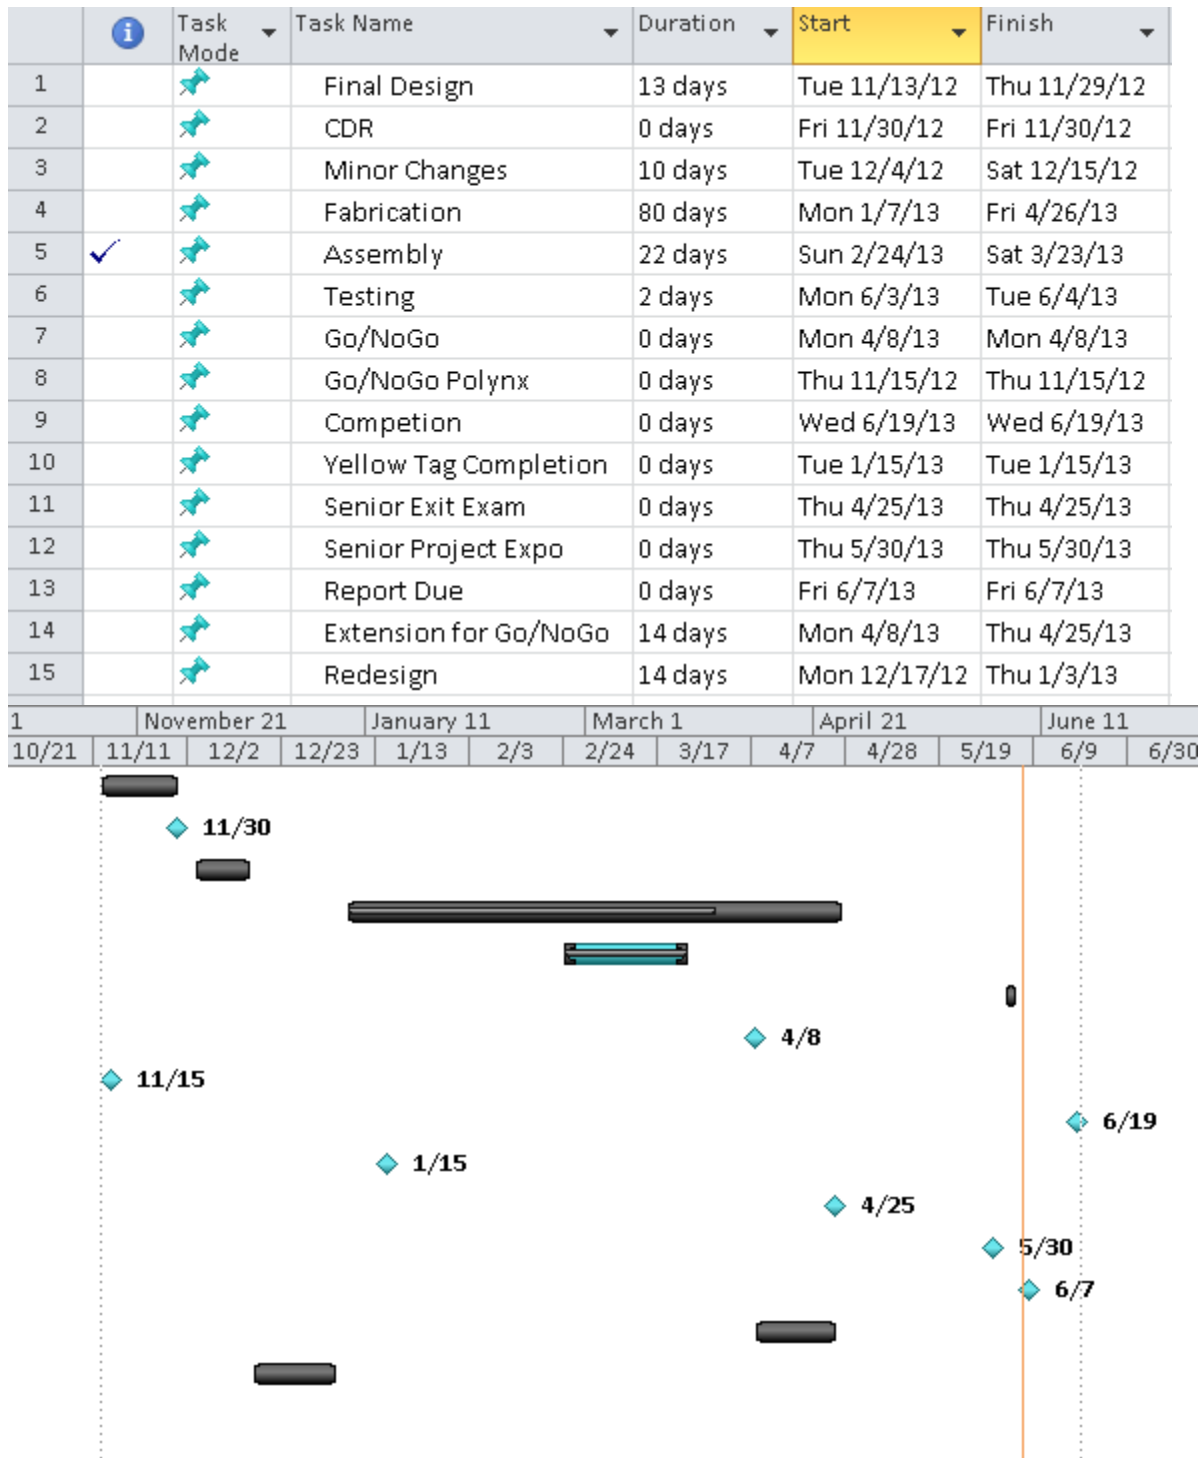 i Task Mode Task Name Duration Start Finish
1 Final Design 13 days Tue 11/13/12 Thu 11/29/12
2 CDR 0 days Fri 11/30/12 Fri 11/30/12
3 Minor Changes 10 days Tue 12/4/12 Sat 12/15/12
4 Fabrication 80 days Mon 1/7/13 Fri 4/26/13
5 Assembly 22 days Sun 2/24/13 Sat 3/23/13
6 Testing 2 days Mon 6/3/13 Tue 6/4/13
7 Go/NoGo 0 days Mon 4/8/13 Mon 4/8/13
8 Go/NoGo Polynx 0 days Thu 11/15/12 Thu 11/15/12
9 Competion 0 days Wed 6/19/13 Wed 6/19/13
10 Yellow Tag Completion 0 days Tue 1/15/13 Tue 1/15/13
11 Senior Exit Exam 0 days Thu 4/25/13 Thu 4/25/13
12 Senior Project Expo 0 days Thu 5/30/13 Thu 5/30/13
13 Report Due 0 days Fri 6/7/13 Fri 6/7/13
14 Extension for Go/NoGo 14 days Mon 4/8/13 Thu 4/25/13
15 Redesign 14 days Mon 12/17/12 Thu 1/3/13
1 November 21 January 11 March 1 April 21 June 11
10/21 11/11 12/2 12/23 1/13 2/3 2/24 3/17 4/7 4/28 5/19 6/9 6/30
11/30
4/8
11/15
6/19
1/15
4/25
5/30
6/7